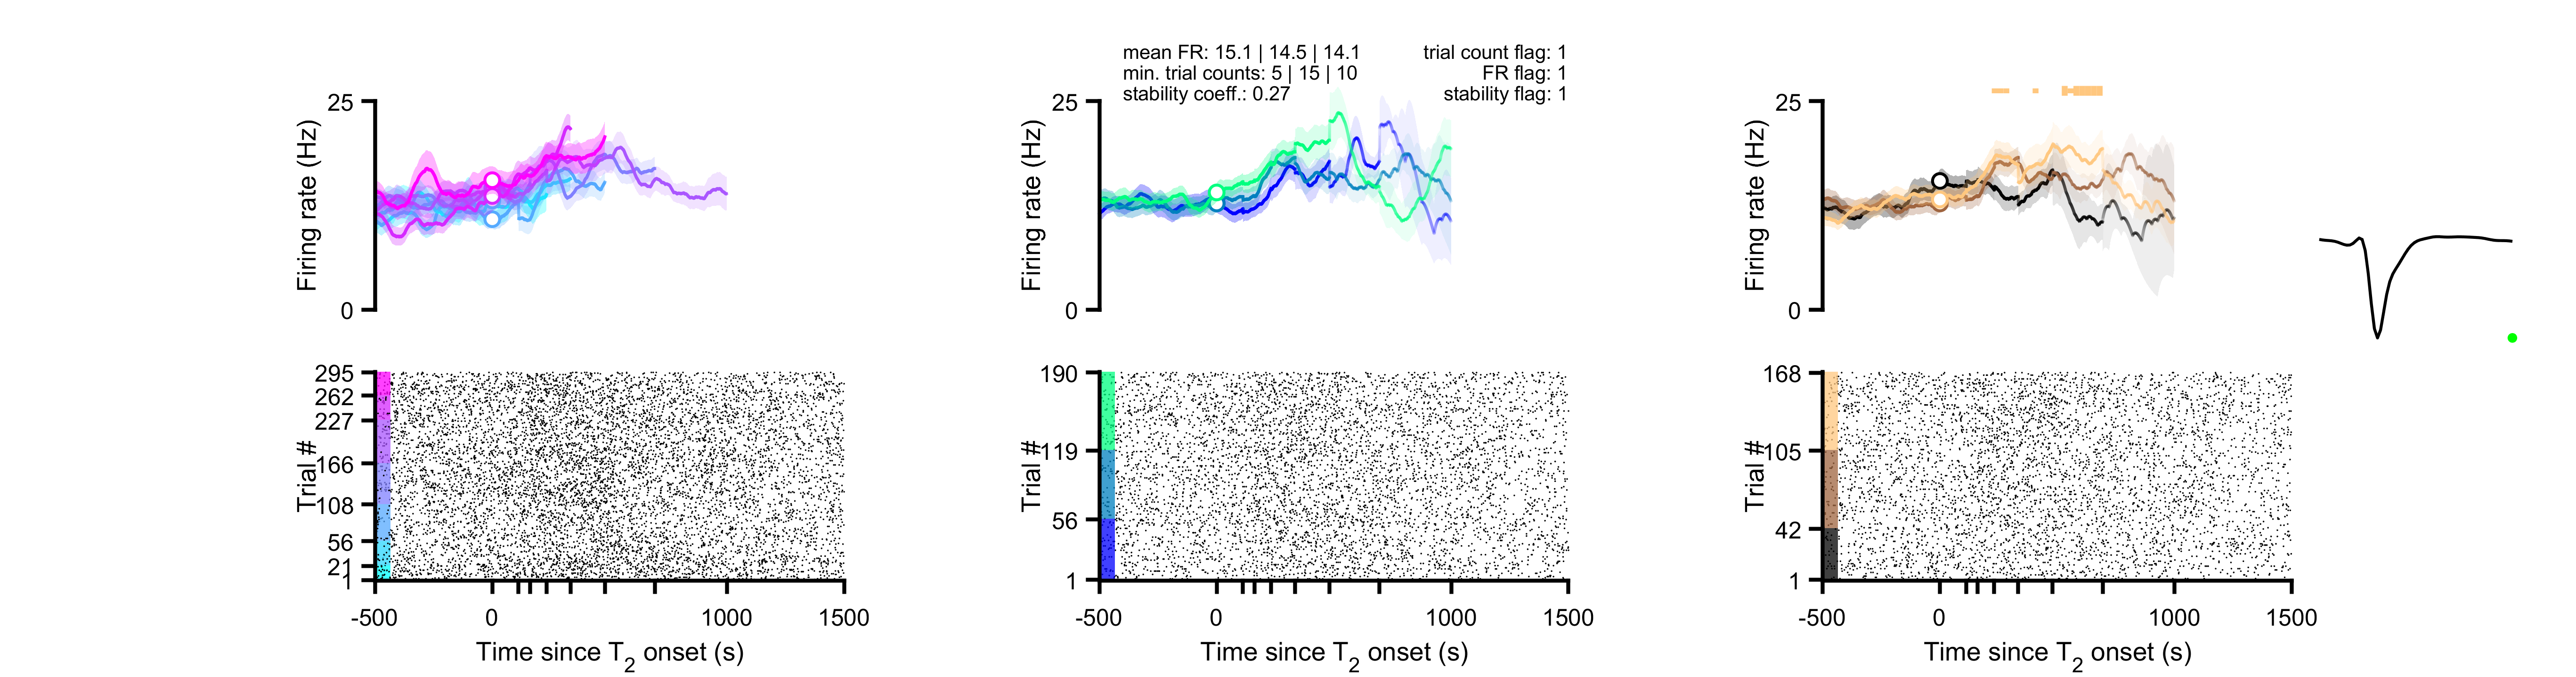 mean FR: 15.1 | 14.5 | 14.1
min. trial counts: 5 | 15 | 10
stability coeff.: 0.27
trial count flag: 1
FR flag: 1
stability flag: 1
25
0
Firing rate (Hz)
25
0
Firing rate (Hz)
25
0
Firing rate (Hz)
295
262
227
166
108
56
21
1
Trial #
-500 0 1000 1500
Time since T2 onset (s)
190
119
56
1
Trial #
-500 0 1000 1500
Time since T2 onset (s)
168
105
42
1
Trial #
-500 0 1000 1500
Time since T2 onset (s)